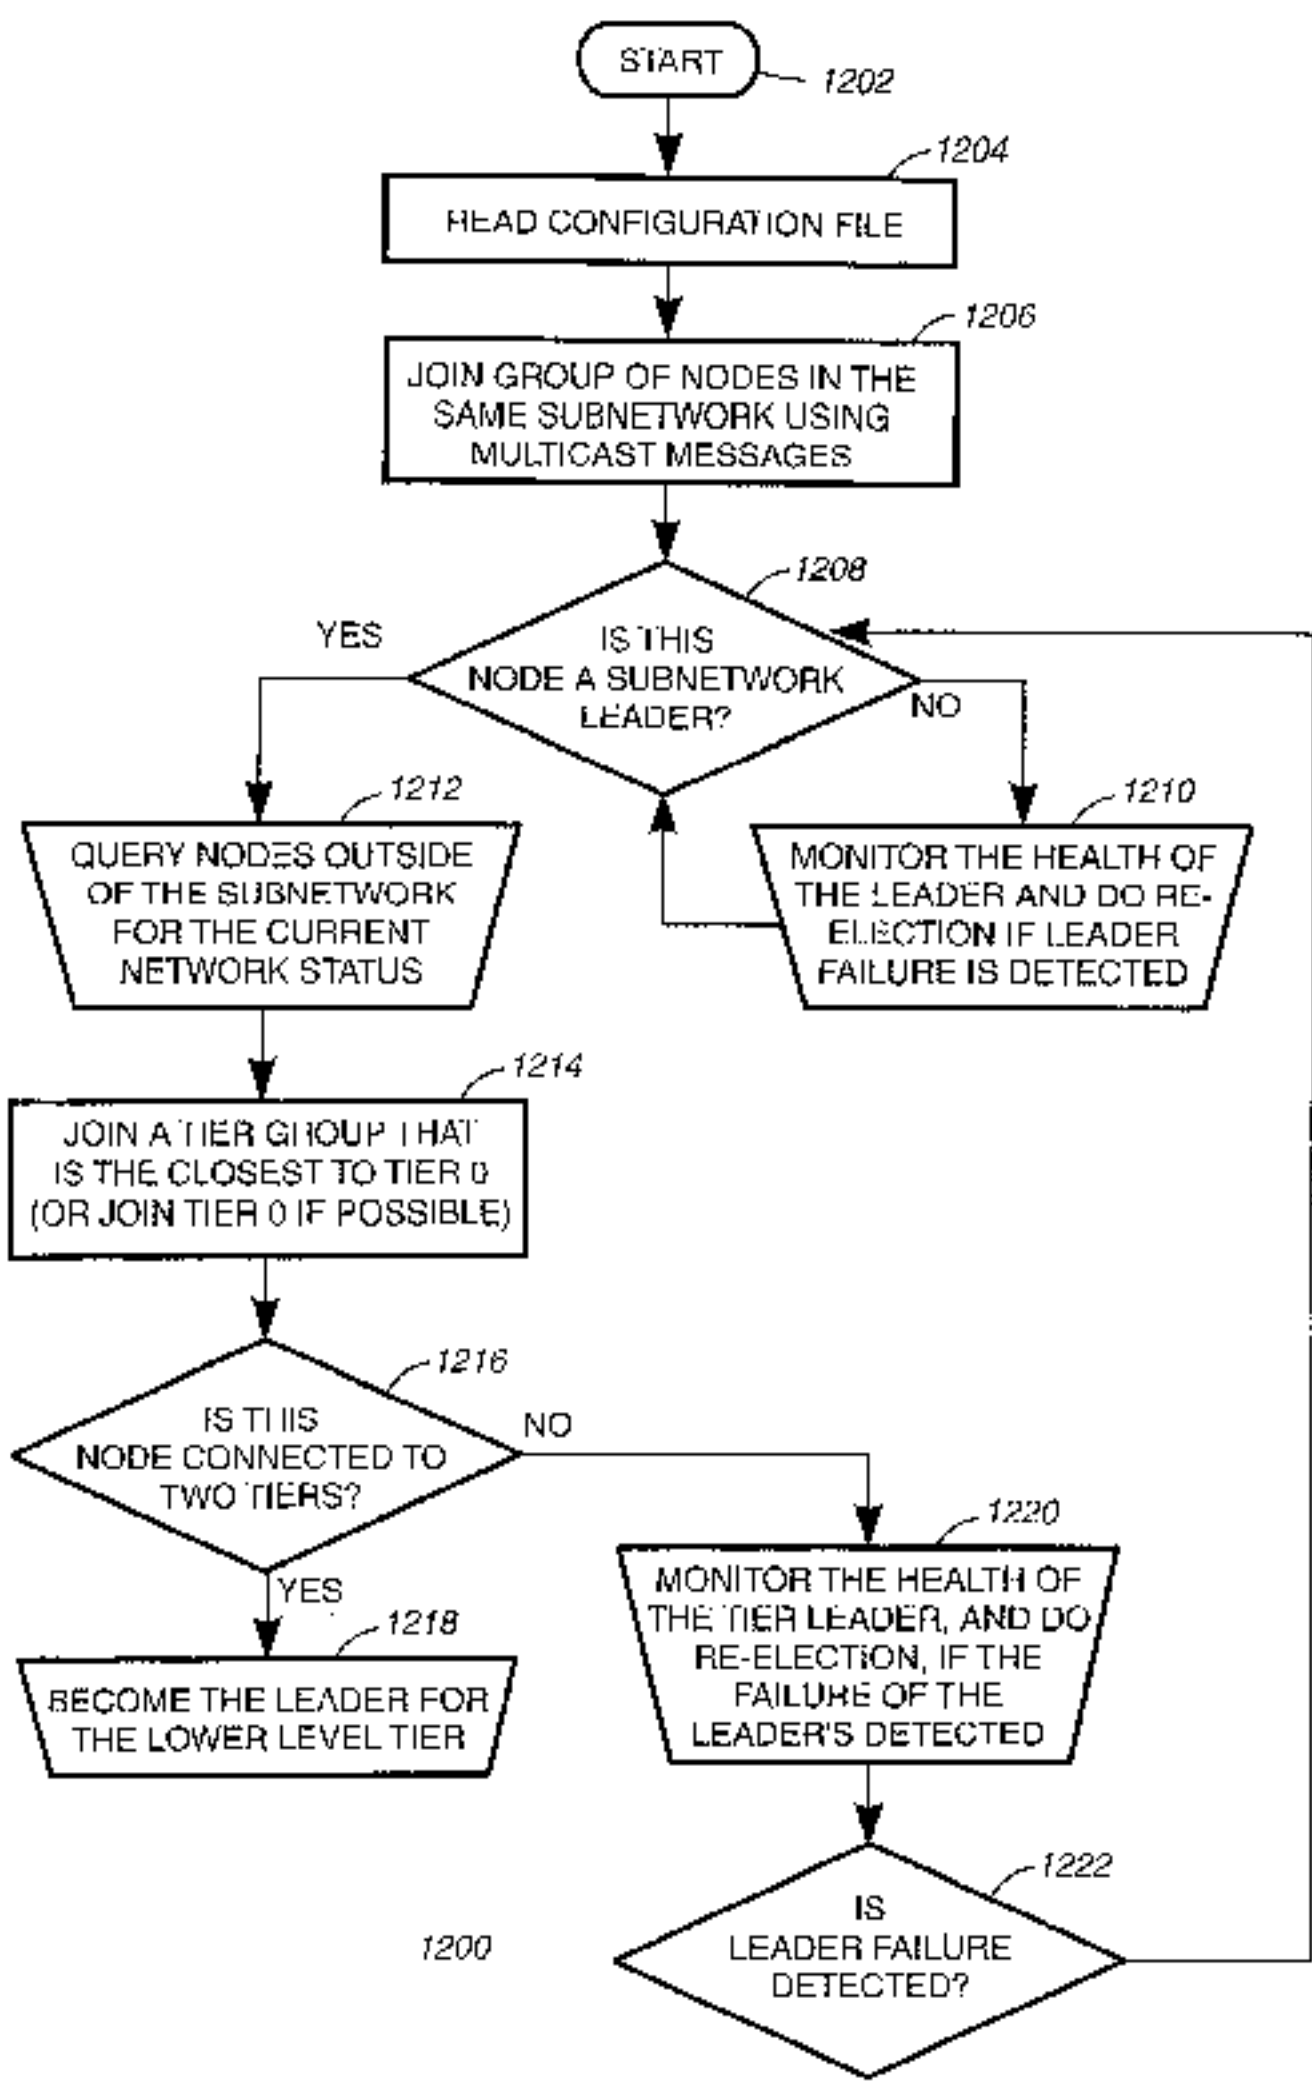 START
1202
1204
READ CONFIGURATION FILE
1206
JOIN GROUP OF NODES IN THE
SAME SUBNETWORK USING
MULTICAST MESSAGES
1208
YES
IS THIS
NODE A SUBNETWORK
LEADER?
NO
1212
QUERY NODES OUTSIDE
OF THE SUBNETWORK
FOR THE CURRENT
NETWORK STATUS
1210
MONITOR THE HEALTH OF
THE LEADER AND DO RE-
ELECTION IF LEADER
FAILURE IS DETECTED
1214
JOIN A TIER GROUP THAT
IS THE CLOSEST TO TIER 0
(OR JOIN TIER 0 IF POSSIBLE)
1216
IS THIS
NODE CONNECTED TO
TWO TIERS?
NO
YES
1218
BECOME THE LEADER FOR
THE LOWER LEVEL TIER
1220
MONITOR THE HEALTH OF
THE TIER LEADER, AND DO
RE-ELECTION, IF THE
FAILURE OF THE
LEADER'S DETECTED
1222
IS
LEADER FAILURE
DETECTED?
1200